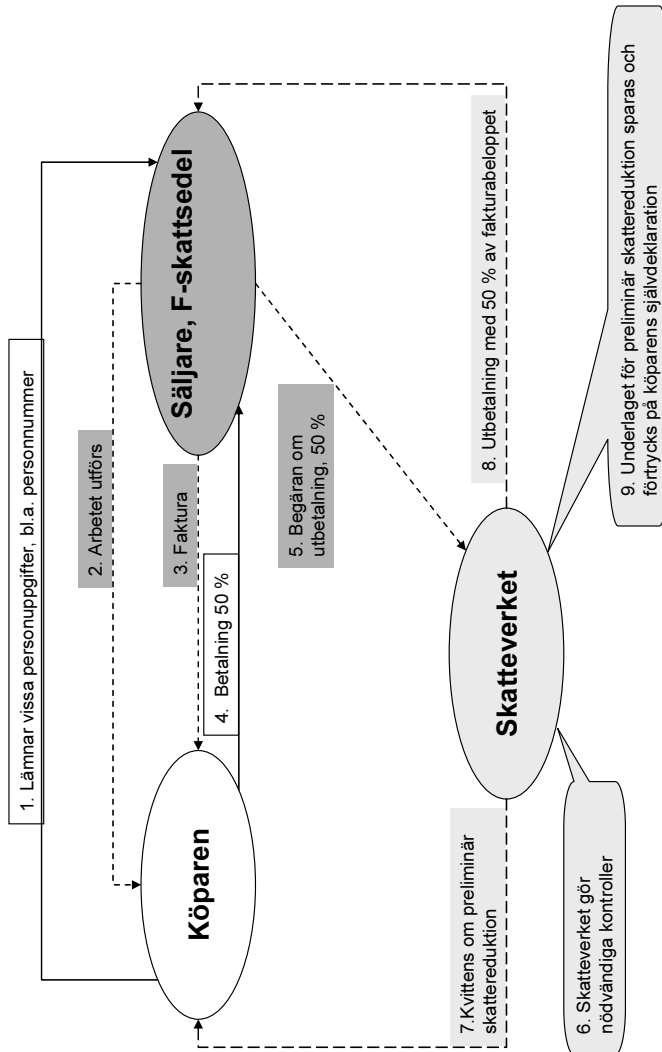 1. Lämnar vissa personuppgifter, bl.a. personnummer
2. Arbetet utförs
Köparen
3. Faktura
Säljare, F-skattsedel
4. Betalning 50 %
5. Begäran om
utbetalning, 50 %
7.Kvittens om preliminär
skattereduktion
Skatteverket
8. Utbetalning med 50 % av fakturabeloppet
6. Skatteverket gör
nödvändiga kontroller
9. Underlaget för preliminär skattereduktion sparas och
förtrycks på köparens självdeklaration